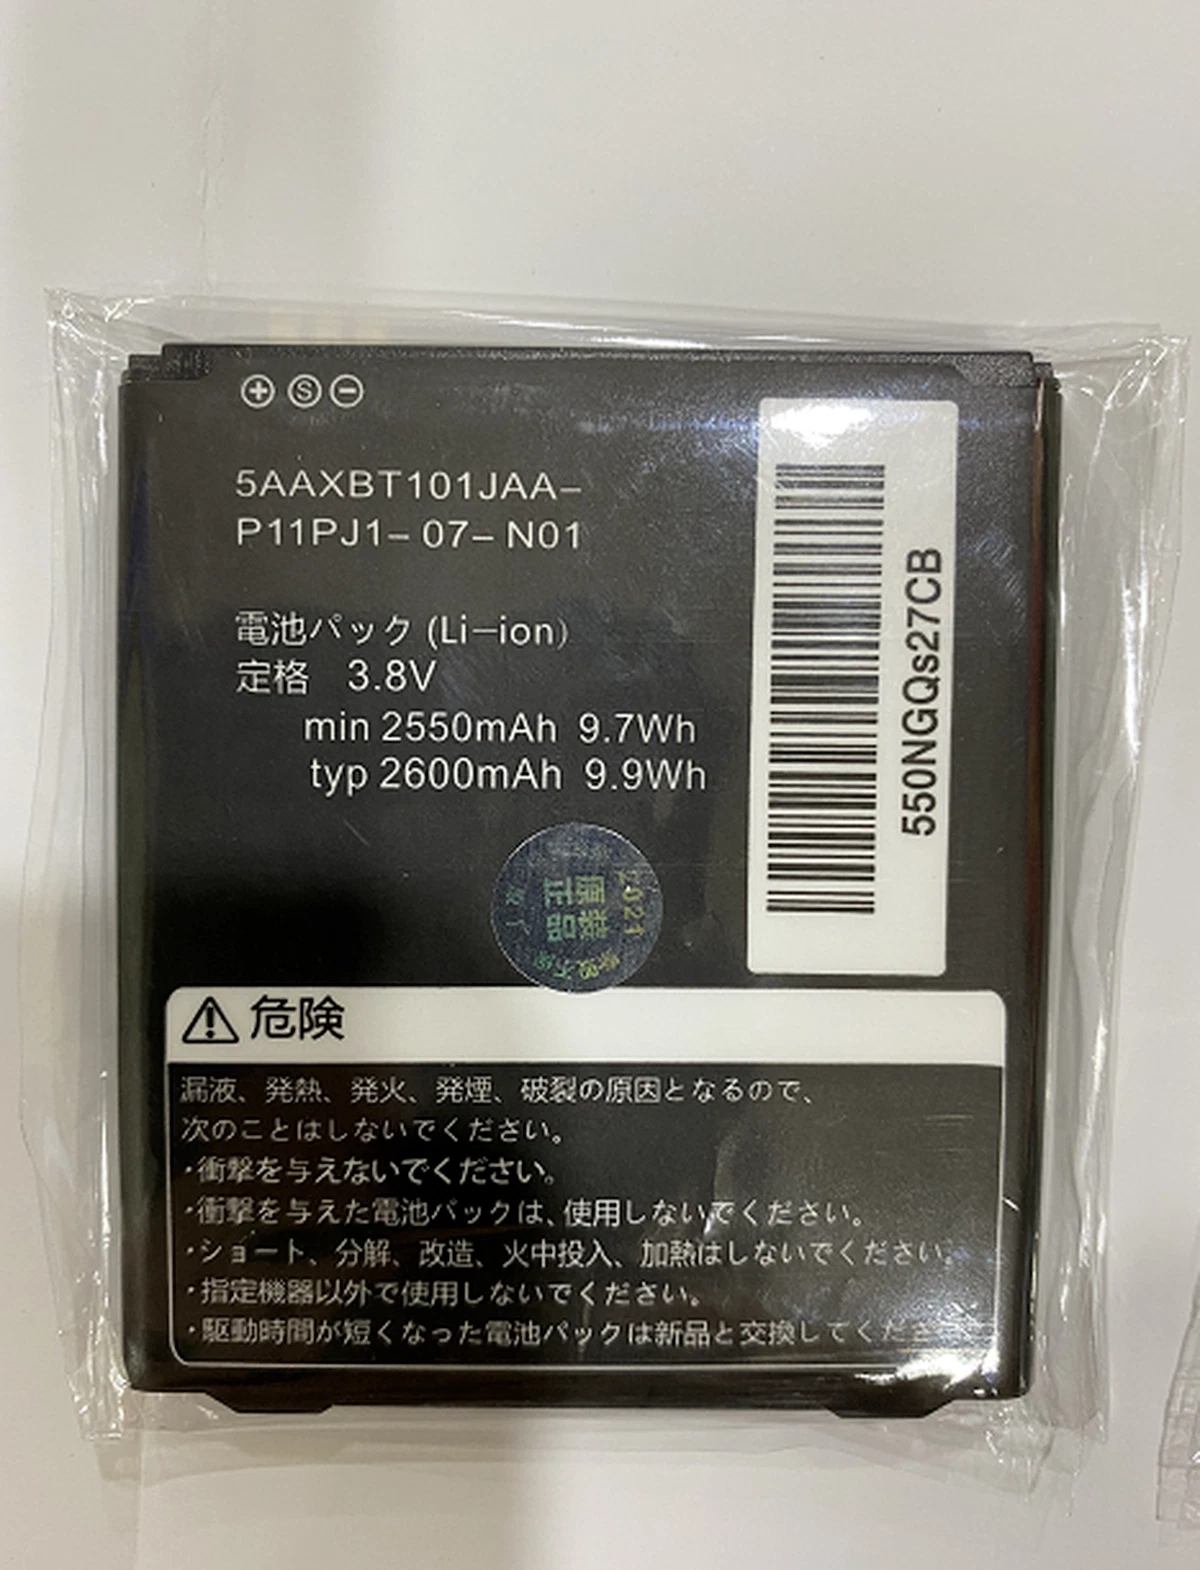 + S −
5AAXBT101JAA–
P11PJ1– 07– N01
電池パック (Li–ion)
定格 3.8V
min 2550mAh 9.7Wh
typ 2600mAh 9.9Wh
550NGQs27CB
2021
原装
正品
⚠危険
漏液、発熱、発火、発煙、破裂の原因となるので、
次のことはしないでください。
・衝撃を与えないでください。
・衝撃を与えた電池パックは、使用しないでください。
・ショート、分解、改造、火中投入、加熱はしないでください。
・指定機器以外で使用しないでください。
・駆動時間が短くなった電池パックは新品と交換してくださ